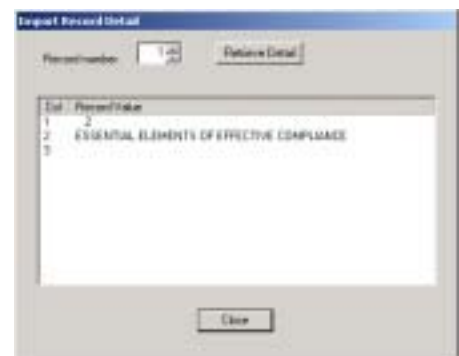 Import Record Detail
Record number 1 Retrieve Detail
Col Record Value
1 2
2 ESSENTIAL ELEMENTS OF EFFECTIVE COMPLIANCE
3
Close